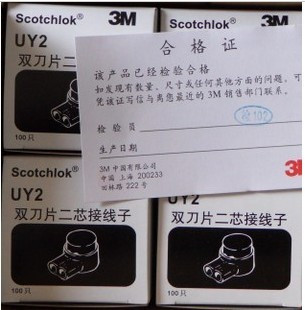 Scotchlok® 3M
UY2
双刀片二
100只
Scotchlok
合格证
该产品已经检验合格
如发现有数量、尺寸或任何其他方面的问题，可
凭该证写信与离您最近的3M销售部门联系。
检验员
检102
生产日期
3M中国有限公司
中国 上海 200233
田林路222号
3M
Scotchlok®
UY2
双刀片二芯接线子
100只
双刀片二芯接线子
100只